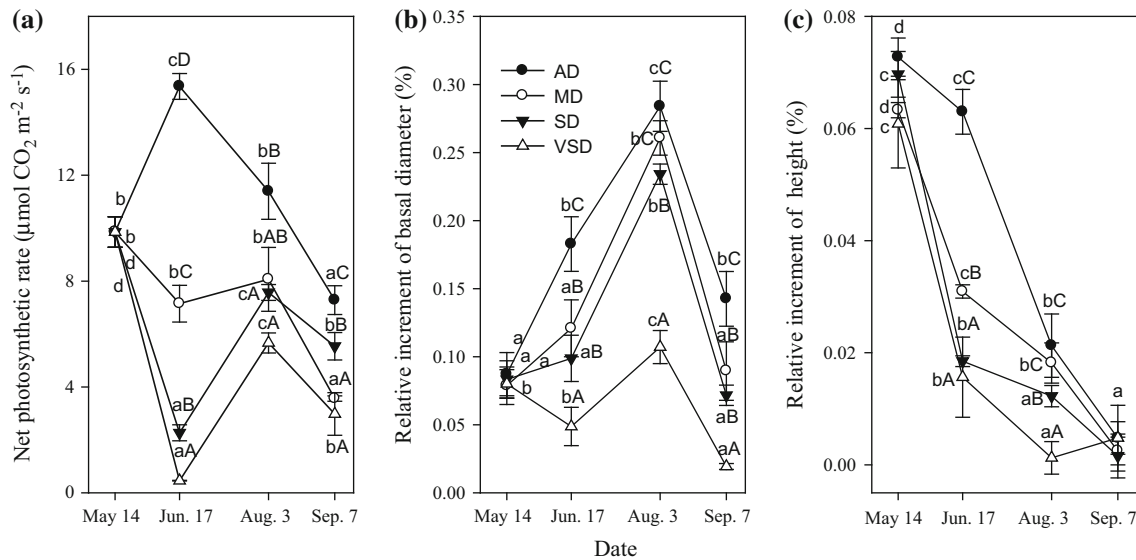 (a)
Net photosynthetic rate (µmol CO₂ m⁻² s⁻¹)
16
12
8
4
0
cD
b
bB
bAB
b
bC
aC
d
d
cA
bB
cA
aB
aA
aA
bA
May 14 Jun. 17 Aug. 3 Sep. 7
(b)
Relative increment of basal diameter (%)
0.35
0.30
0.25
0.20
0.15
0.10
0.05
0.00
AD
MD
SD
VSD
cC
bC
bC
bB
bC
aB
aB
a
a
a
aB
cA
b
bA
aB
aA
May 14 Jun. 17 Aug. 3 Sep. 7
Date
(c)
Relative increment of height (%)
0.08
0.06
0.04
0.02
0.00
d
cC
c
d
c
cB
bA
bC
bA
bC
aB
a
aA
May 14 Jun. 17 Aug. 3 Sep. 7